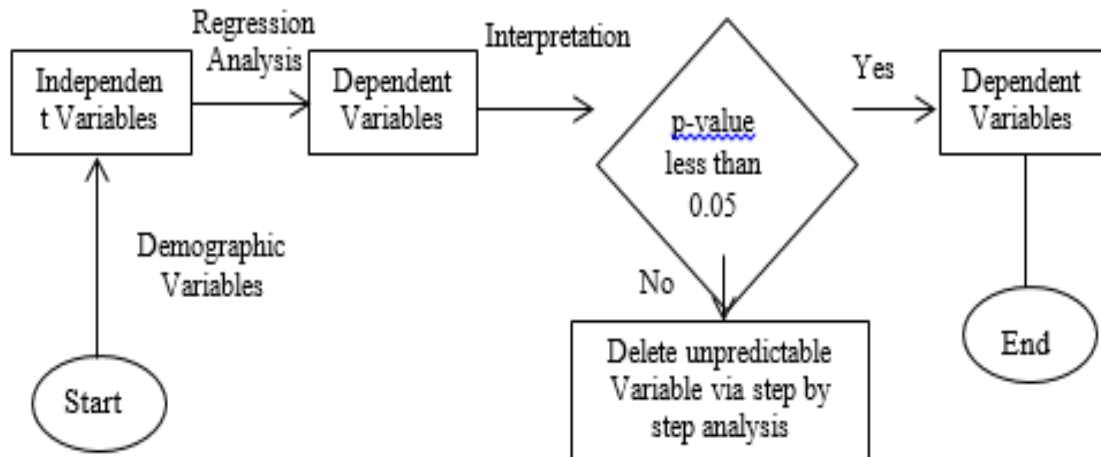 Regression
Analysis
Interpretation
Independen
t Variables
Dependent
Variables
p-value
less than
0.05
Yes
Dependent
Variables
Demographic
Variables
No
Start
Delete unpredictable
Variable via step by
step analysis
End